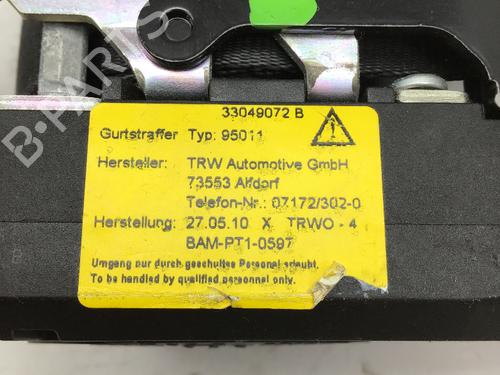 33049072 B
Gurtstraffer Typ: 95011
Hersteller: TRW Automotive GmbH
73553 Alfdorf
Telefon-Nr.: 07172/302-0
Herstellung: 27.05.10 X TRWO - 4
BAM-PT1-0597
Umgang nur durch geschultes Personal erlaubt.
To be handled by qualified personnel only.
B-PARTS